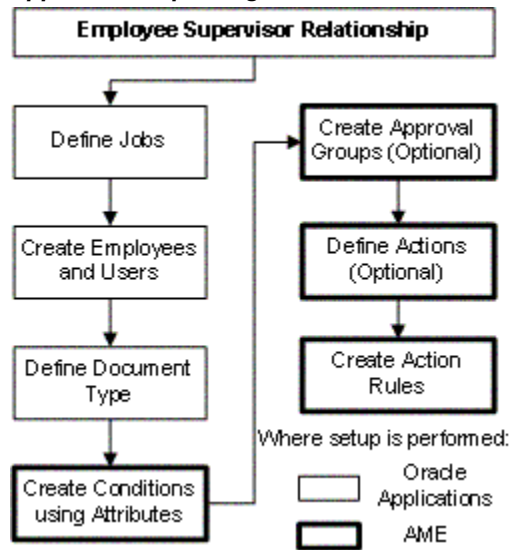 Employee Supervisor Relationship
Define Jobs
Create Employees
and Users
Define Document
Type
Create Conditions
using Attributes
Create Approval
Groups (Optional)
Define Actions
(Optional)
Create Action
Rules
Where setup is performed:
Oracle
Applications
AME